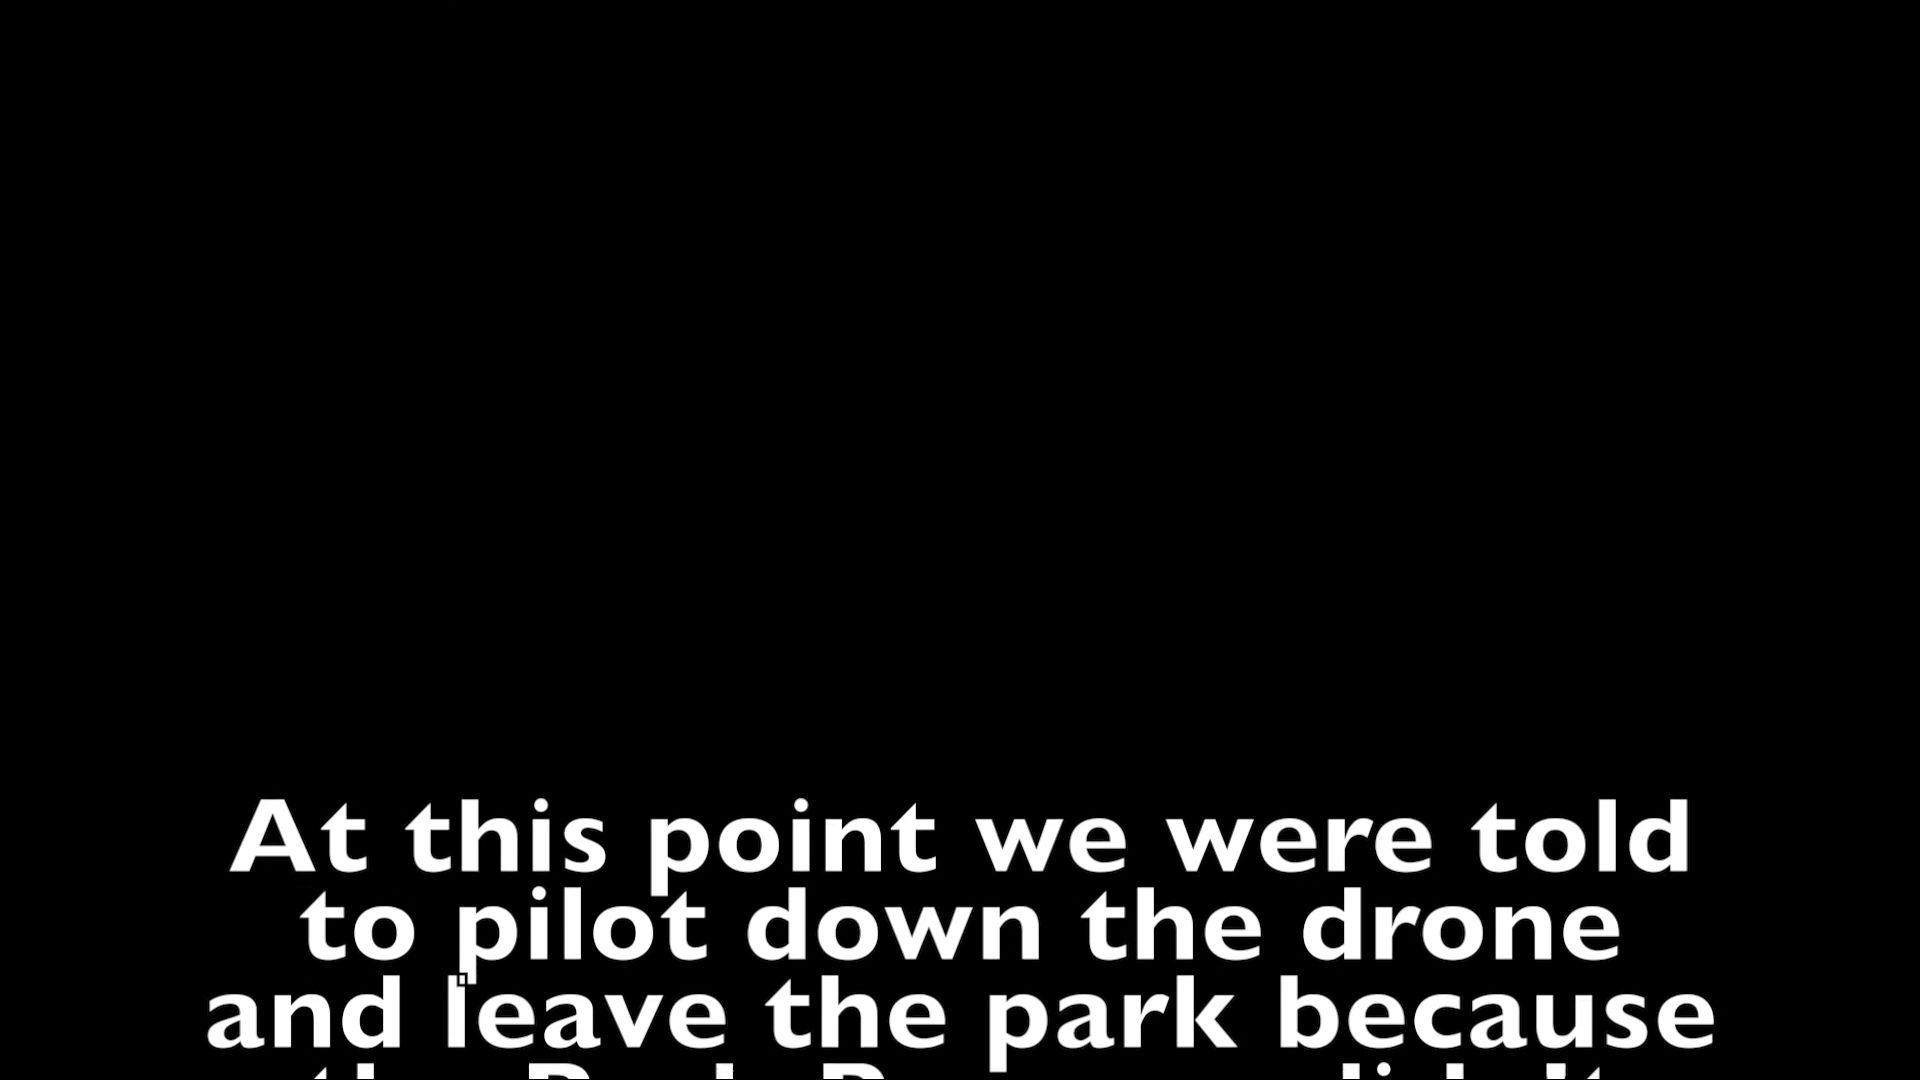 At this point we were told
to pilot down the drone
and leave the park because